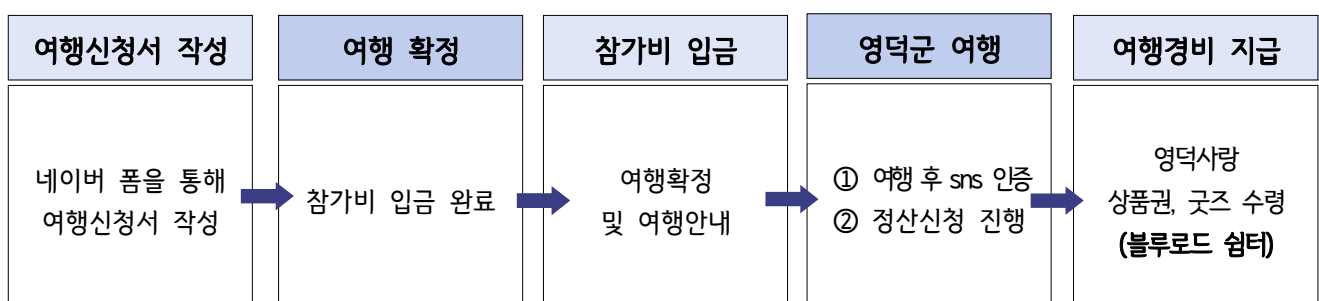 여행신청서 작성
네이버 폼을 통해
여행신청서 작성
여행 확정
참가비 입금 완료
참가비 입금
여행확정
및 여행안내
영덕군 여행
① 여행 후 sns 인증
② 정산신청 진행
여행경비 지급
영덕사랑
상품권, 굿즈 수령
(블루로드 쉼터)